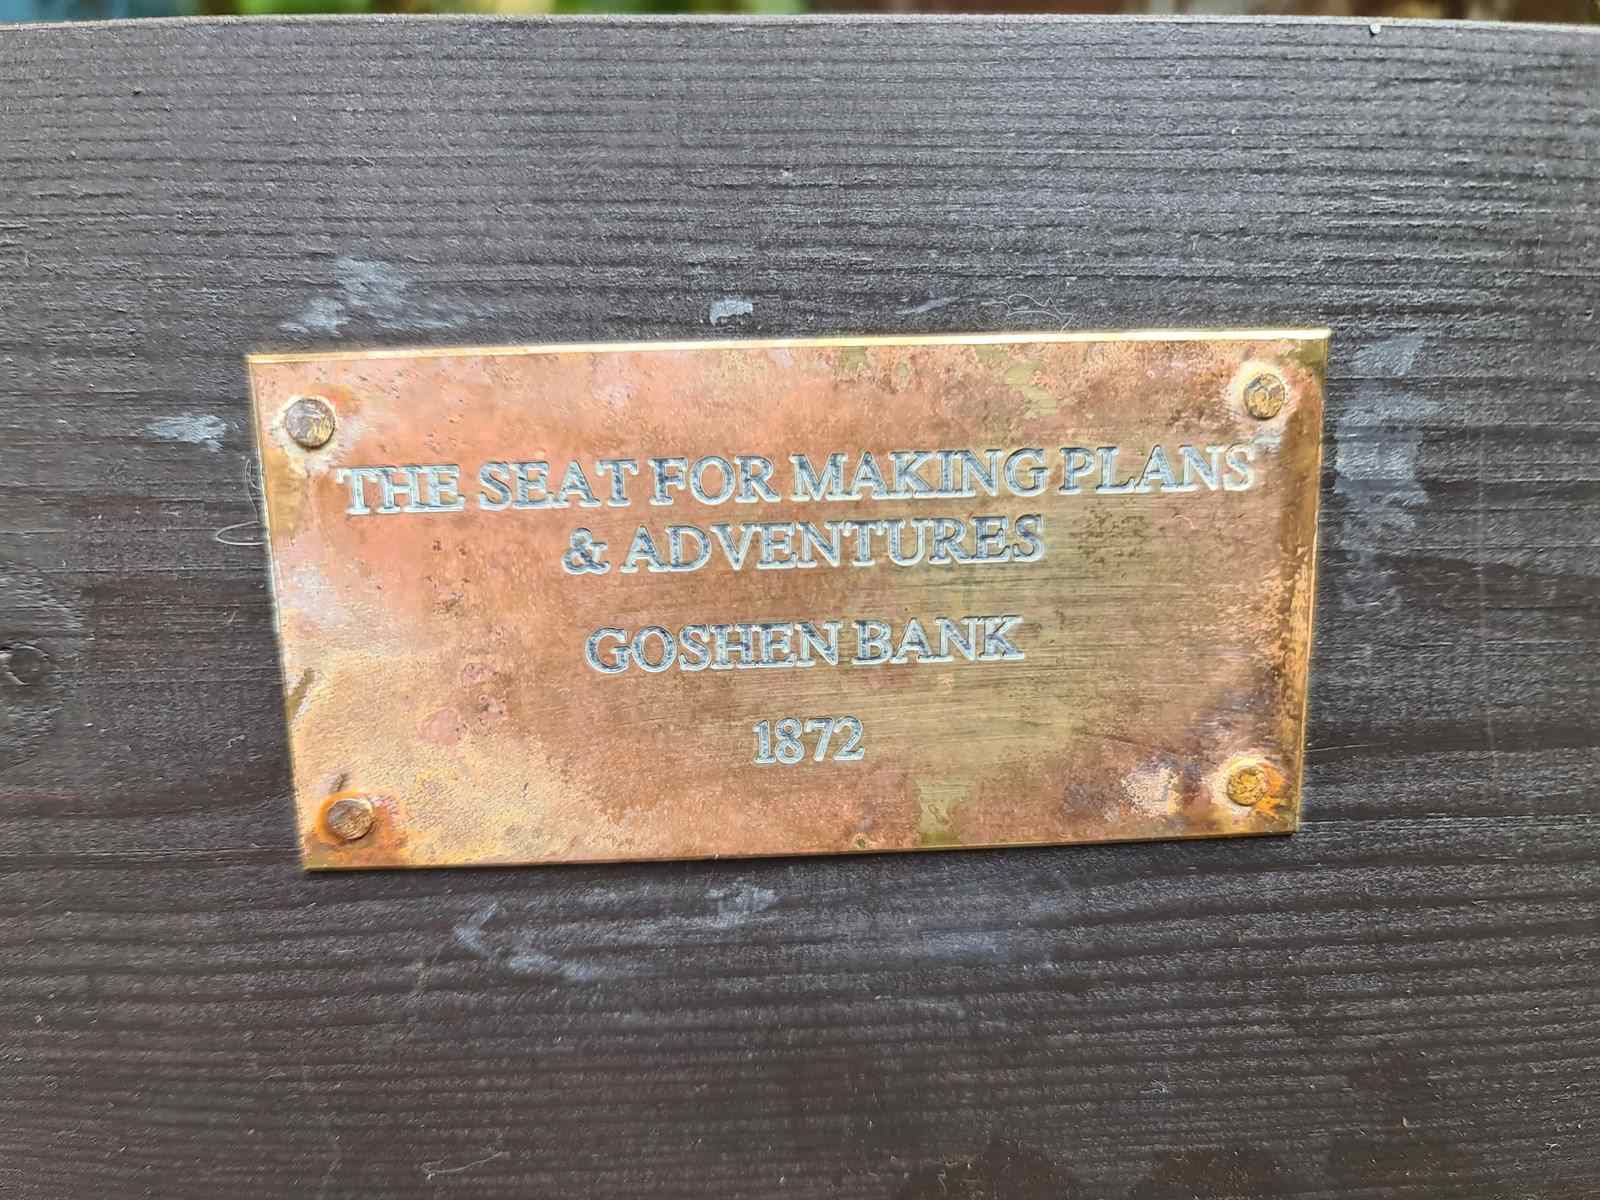 THE SEAT FOR MAKING PLANS
& ADVENTURES
GOSHEN BANK
1872